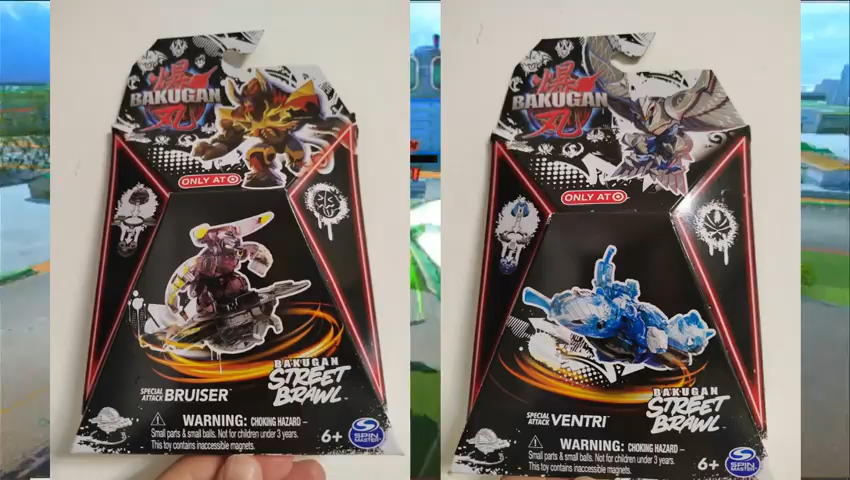 爆
BAKUGAN
丸
ONLY AT
SPECIAL
ATTACK BRUISER
BAKUGAN
STREET
BRAWL
WARNING: CHOKING HAZARD –
Small parts & small balls. Not for children under 3 years.
This toy contains inaccessible magnets.
6+
SPIN
MASTER
爆
BAKUGAN
丸
ONLY AT
SPECIAL
ATTACK VENTRI
BAKUGAN
STREET
BRAWL
WARNING: CHOKING HAZARD –
Small parts & small balls. Not for children under 3 years.
This toy contains inaccessible magnets.
6+
SPIN
MASTER